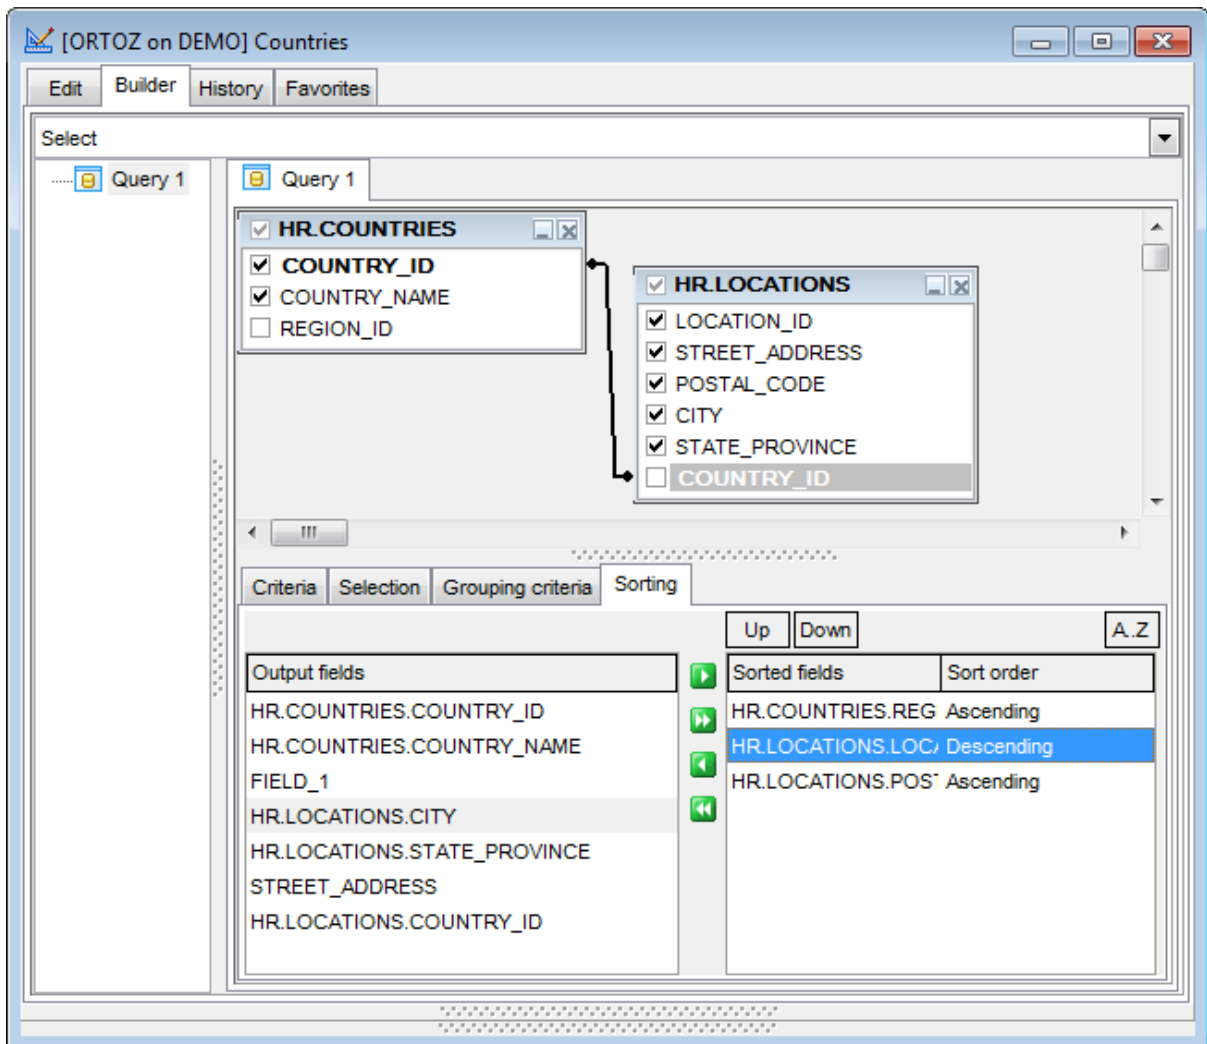 [ORTOZ on DEMO] Countries
Edit Builder History Favorites
Select
Query 1
Query 1
HR.COUNTRIES
COUNTRY_ID
COUNTRY_NAME
REGION_ID
HR.LOCATIONS
LOCATION_ID
STREET_ADDRESS
POSTAL_CODE
CITY
STATE_PROVINCE
COUNTRY_ID
Criteria Selection Grouping criteria Sorting
Up Down A..Z
Output fields
HR.COUNTRIES.COUNTRY_ID
HR.COUNTRIES.COUNTRY_NAME
FIELD_1
HR.LOCATIONS.CITY
HR.LOCATIONS.STATE_PROVINCE
STREET_ADDRESS
HR.LOCATIONS.COUNTRY_ID
Sorted fields Sort order
HR.COUNTRIES.REG Ascending
HR.LOCATIONS.LOC Descending
HR.LOCATIONS.POS Ascending